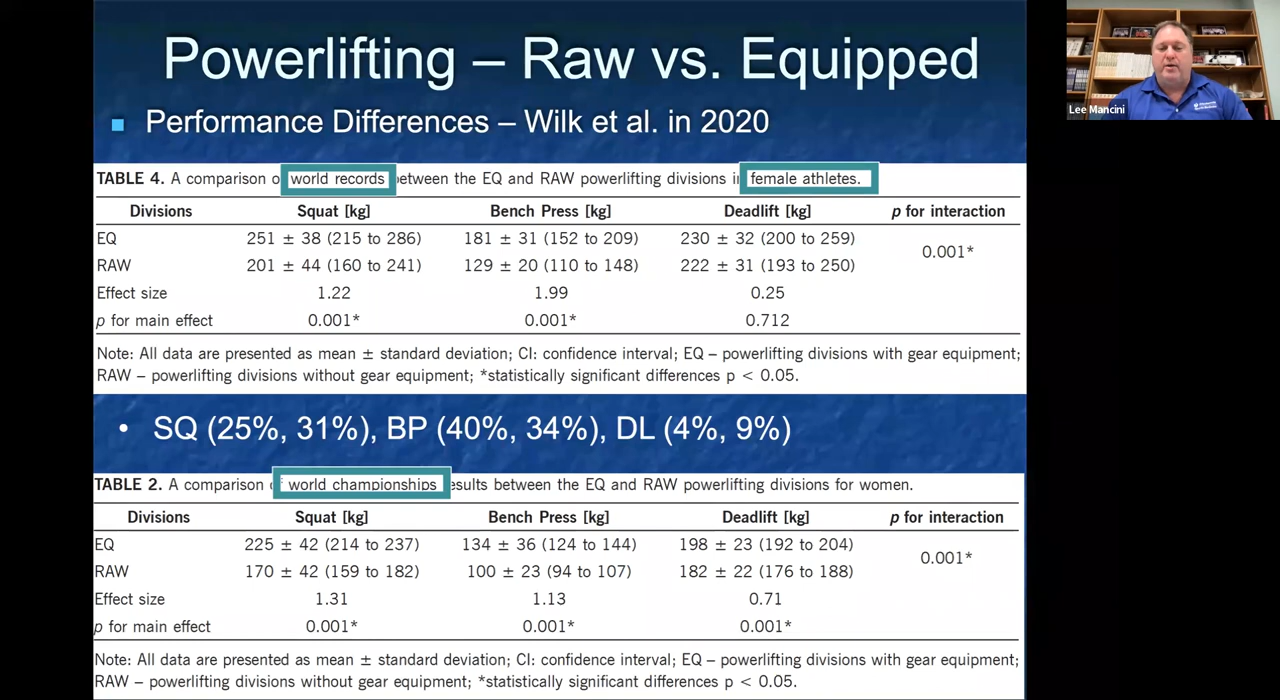 Powerlifting – Raw vs. Equipped
Performance Differences – Wilk et al. in 2020
Lee Mancini
TABLE 4. A comparison o world records etween the EQ and RAW powerlifting divisions i female athletes.
Divisions Squat [kg] Bench Press [kg] Deadlift [kg] p for interaction
EQ 251 ± 38 (215 to 286) 181 ± 31 (152 to 209) 230 ± 32 (200 to 259) 0.001*
RAW 201 ± 44 (160 to 241) 129 ± 20 (110 to 148) 222 ± 31 (193 to 250)
Effect size 1.22 1.99 0.25
p for main effect 0.001* 0.001* 0.712
Note: All data are presented as mean ± standard deviation; CI: confidence interval; EQ – powerlifting divisions with gear equipment;
RAW – powerlifting divisions without gear equipment; *statistically significant differences p < 0.05.
• SQ (25%, 31%), BP (40%, 34%), DL (4%, 9%)
TABLE 2. A comparison world championships esults between the EQ and RAW powerlifting divisions for women.
Divisions Squat [kg] Bench Press [kg] Deadlift [kg] p for interaction
EQ 225 ± 42 (214 to 237) 134 ± 36 (124 to 144) 198 ± 23 (192 to 204) 0.001*
RAW 170 ± 42 (159 to 182) 100 ± 23 (94 to 107) 182 ± 22 (176 to 188)
Effect size 1.31 1.13 0.71
p for main effect 0.001* 0.001* 0.001*
Note: All data are presented as mean ± standard deviation; CI: confidence interval; EQ – powerlifting divisions with gear equipment;
RAW – powerlifting divisions without gear equipment; *statistically significant differences p < 0.05.